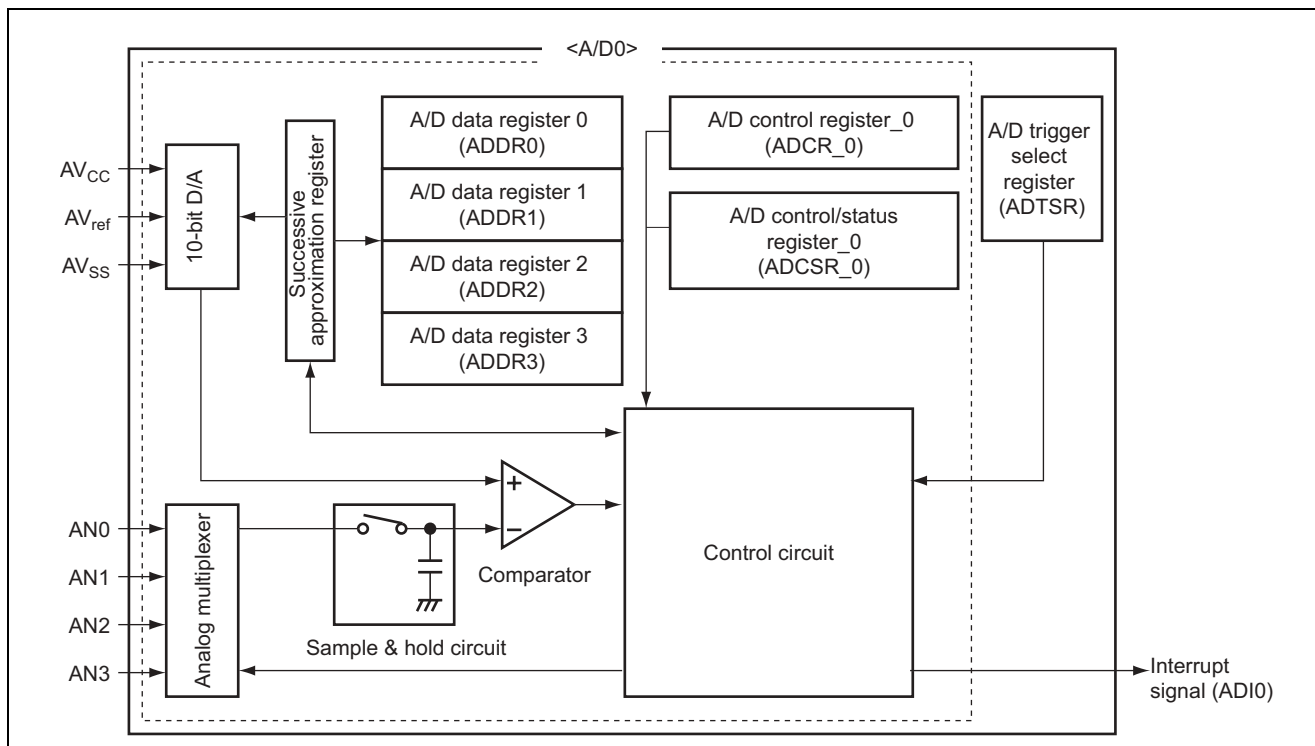 <A/D0>
AVCC
AVref
AVSS
10-bit D/A
Successive
approximation register
A/D data register 0
(ADDR0)
A/D data register 1
(ADDR1)
A/D data register 2
(ADDR2)
A/D data register 3
(ADDR3)
A/D control register_0
(ADCR_0)
A/D control/status
register_0
(ADCSR_0)
A/D trigger
select
register
(ADTSR)
AN0
AN1
AN2
AN3
Analog multiplexer
+
−
Comparator
Sample & hold circuit
Control circuit
Interrupt
signal (ADI0)